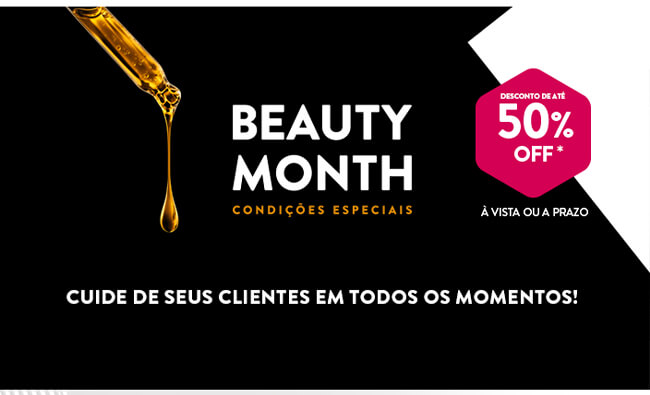 BEAUTY
MONTH
CONDIÇÕES ESPECIAIS
DESCONTO DE ATÉ
50%
OFF*
À VISTA OU A PRAZO
CUIDE DE SEUS CLIENTES EM TODOS OS MOMENTOS!